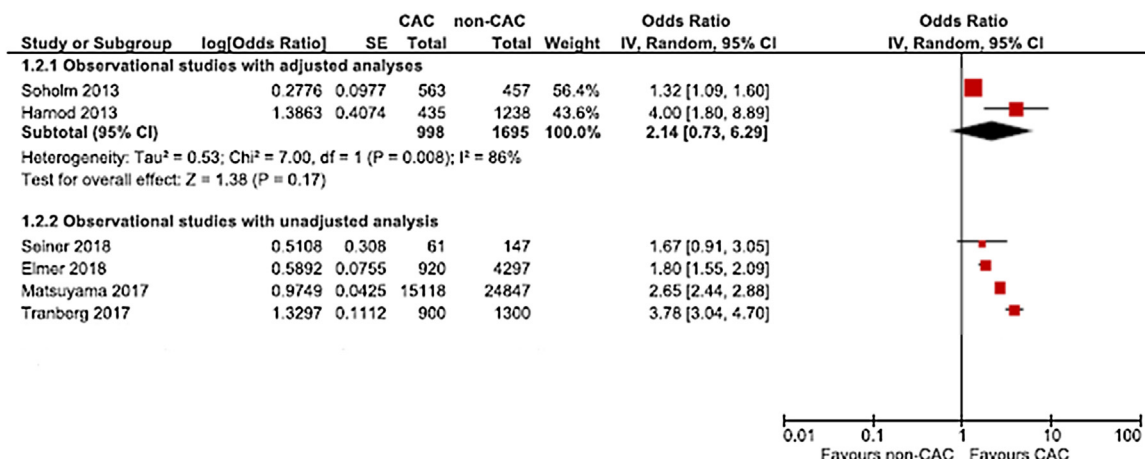 CAC non-CAC Odds Ratio Odds Ratio
Study or Subgroup log[Odds Ratio] SE Total Total Weight IV, Random, 95% CI IV, Random, 95% CI
1.2.1 Observational studies with adjusted analyses
Soholm 2013 0.2776 0.0977 563 457 56.4% 1.32 [1.09, 1.60]
Hamod 2013 1.3863 0.4074 435 1238 43.6% 4.00 [1.80, 8.89]
Subtotal (95% CI) 998 1695 100.0% 2.14 [0.73, 6.29]
Heterogeneity: Tau² = 0.53; Chi² = 7.00, df = 1 (P = 0.008); I² = 86%
Test for overall effect: Z = 1.38 (P = 0.17)
1.2.2 Observational studies with unadjusted analysis
Seiner 2018 0.5108 0.308 61 147 1.67 [0.91, 3.05]
Elmer 2018 0.5892 0.0755 920 4297 1.80 [1.55, 2.09]
Matsuyama 2017 0.9749 0.0425 15118 24847 2.65 [2.44, 2.88]
Tranberg 2017 1.3297 0.1112 900 1300 3.78 [3.04, 4.70]
0.01 0.1 1 10 100
Favours non-CAC Favours CAC